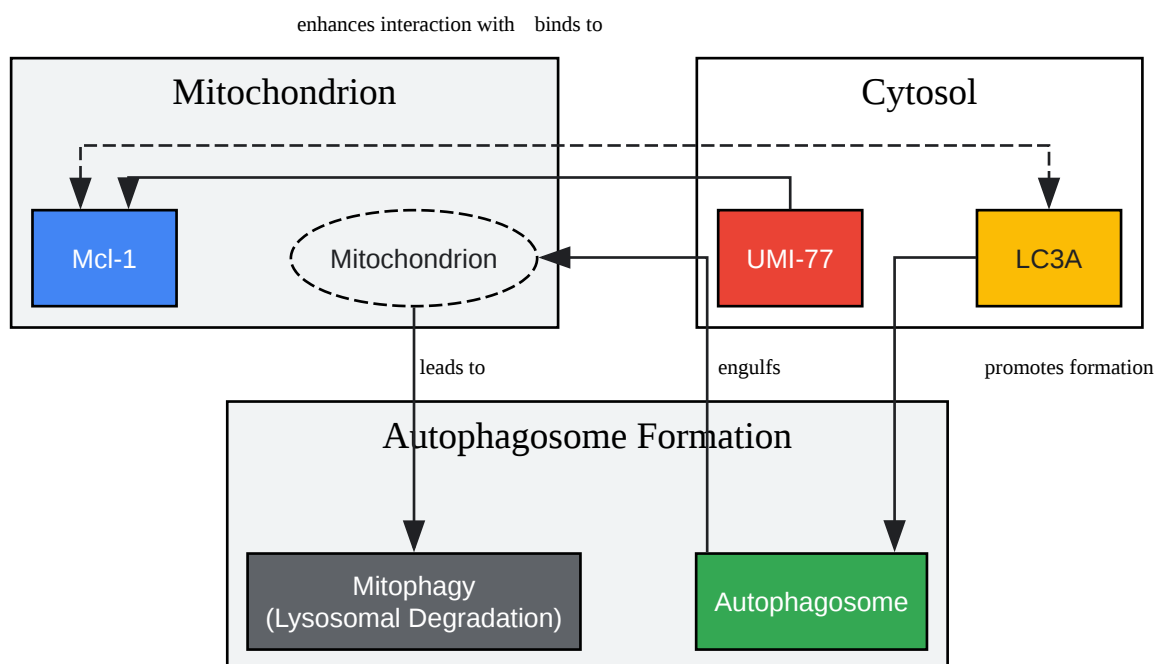 enhances interaction with binds to
Mitochondrion Cytosol
Mcl-1 Mitochondrion UMI-77 LC3A
leads to engulfs promotes formation
Autophagosome Formation
Mitophagy
(Lysosomal Degradation)
Autophagosome